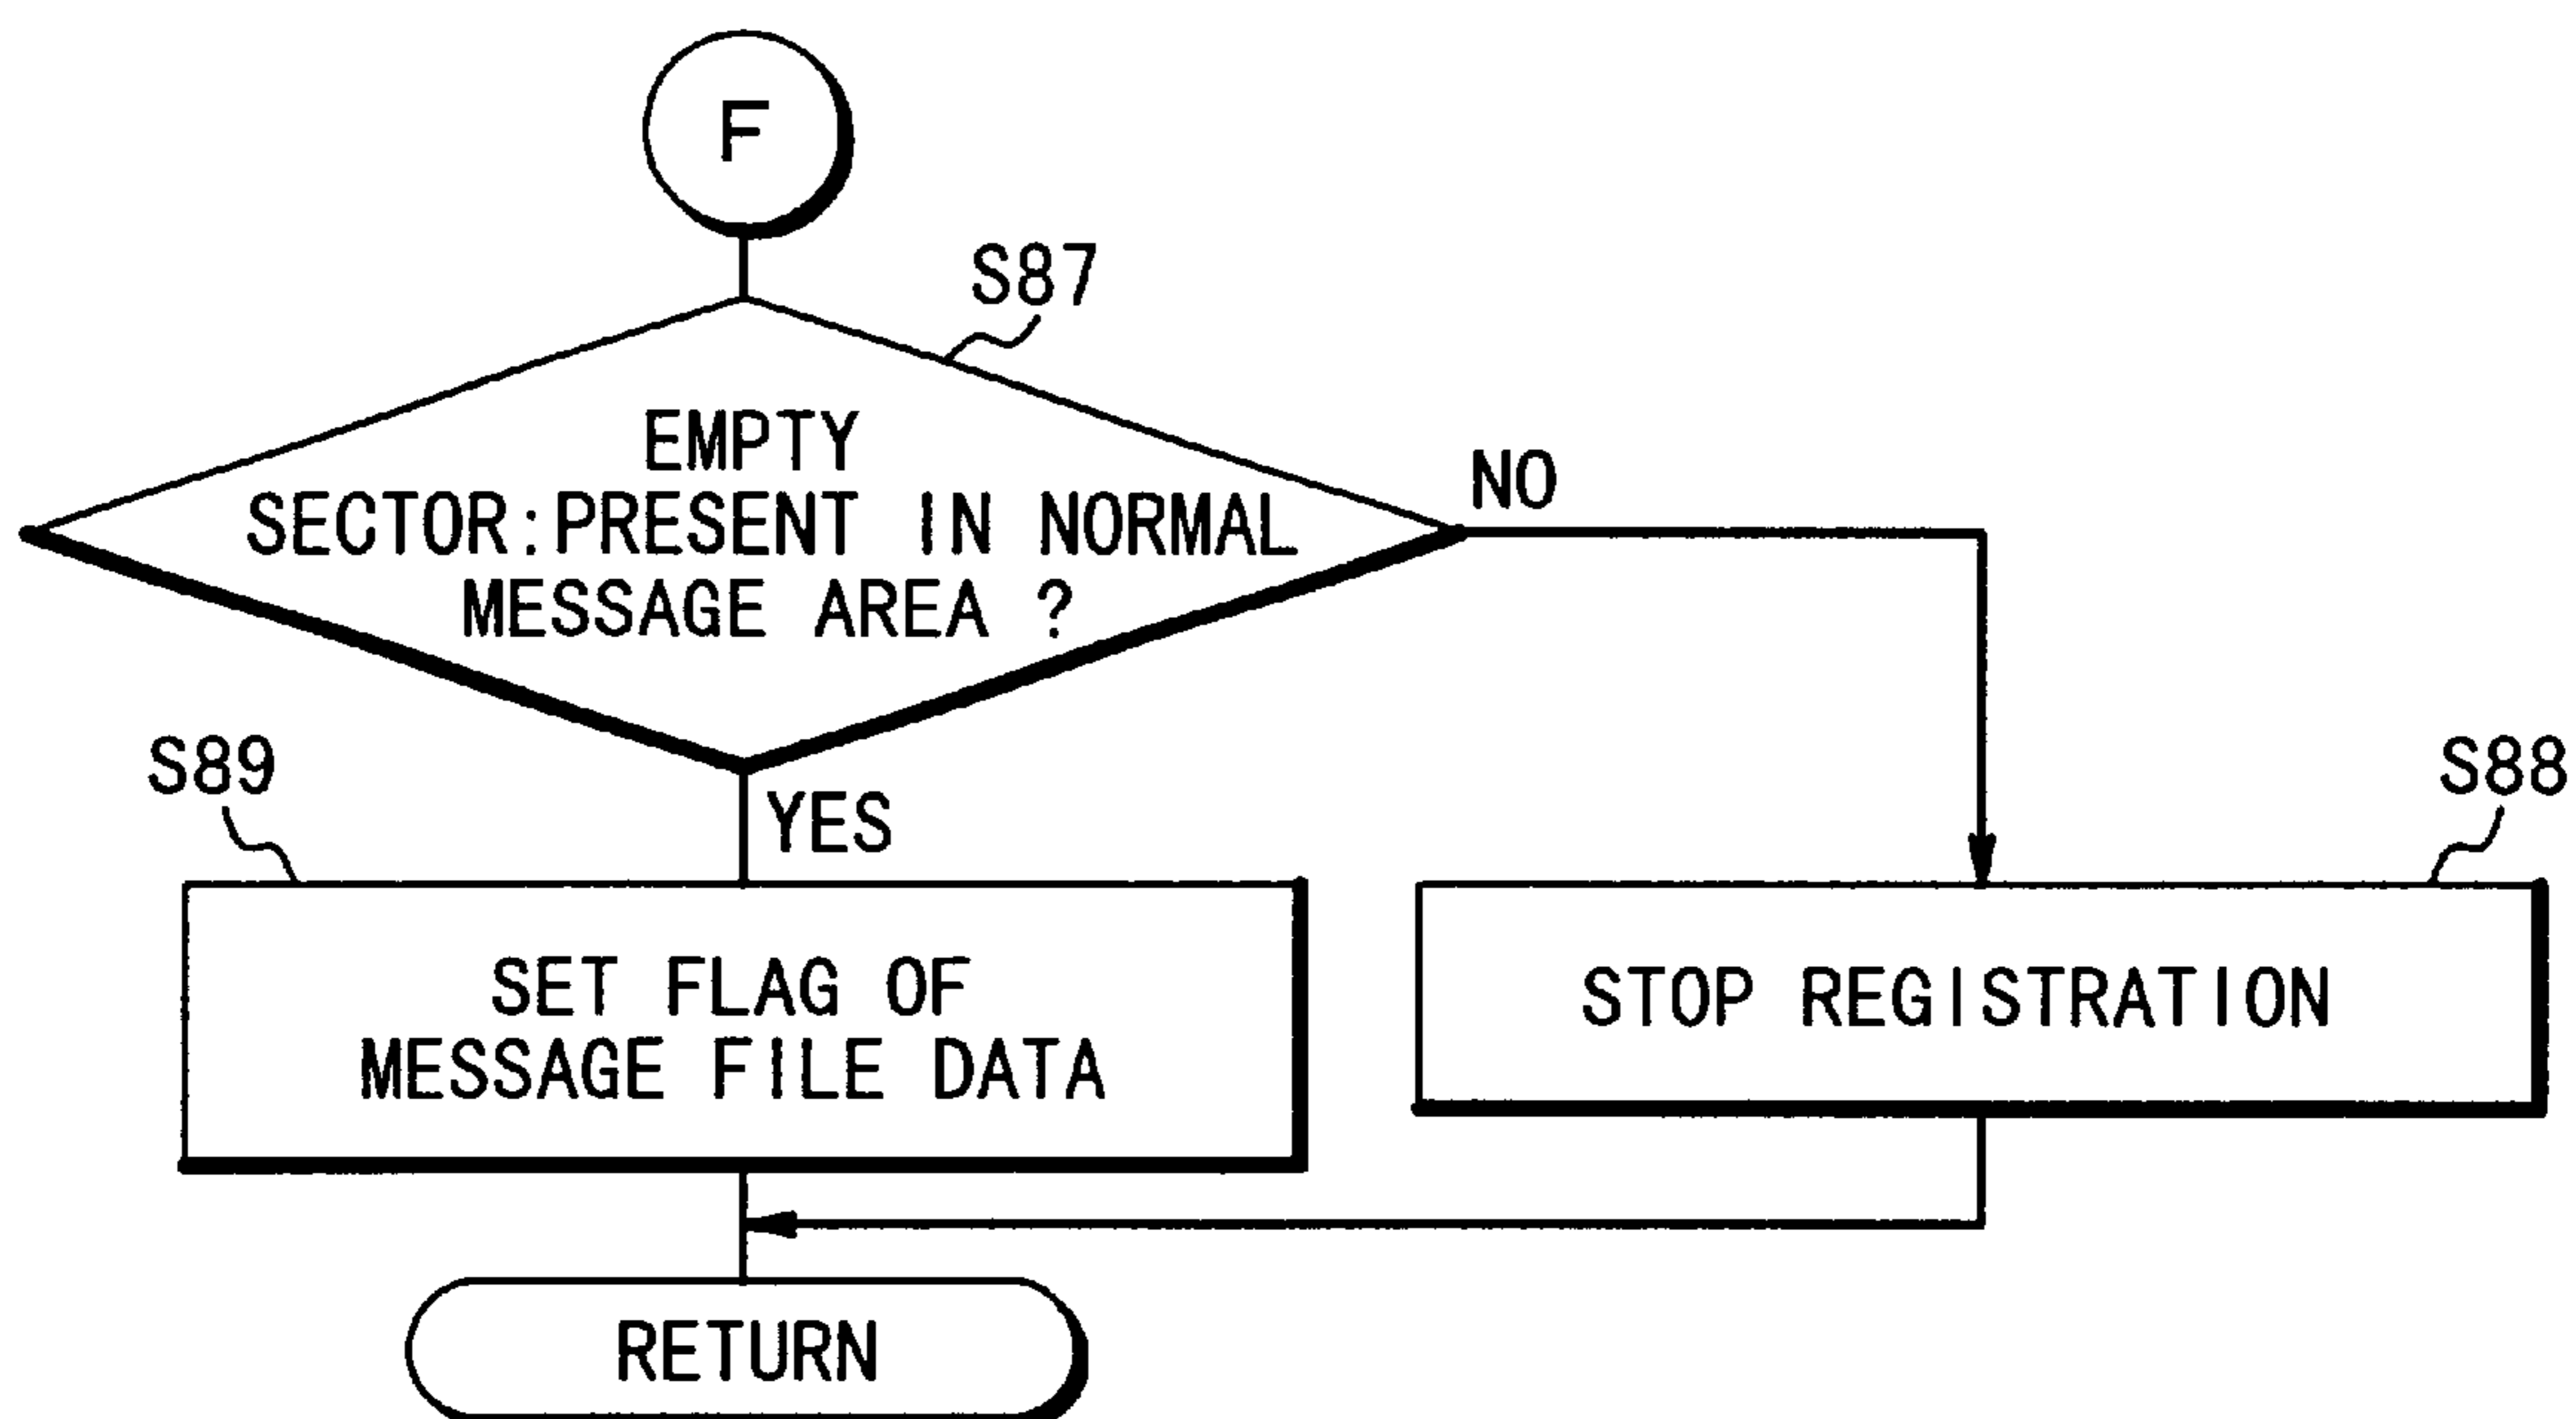 F
S87
EMPTY
SECTOR:PRESENT IN NORMAL
MESSAGE AREA ?
NO
YES
S89
S88
SET FLAG OF
MESSAGE FILE DATA
STOP REGISTRATION
RETURN